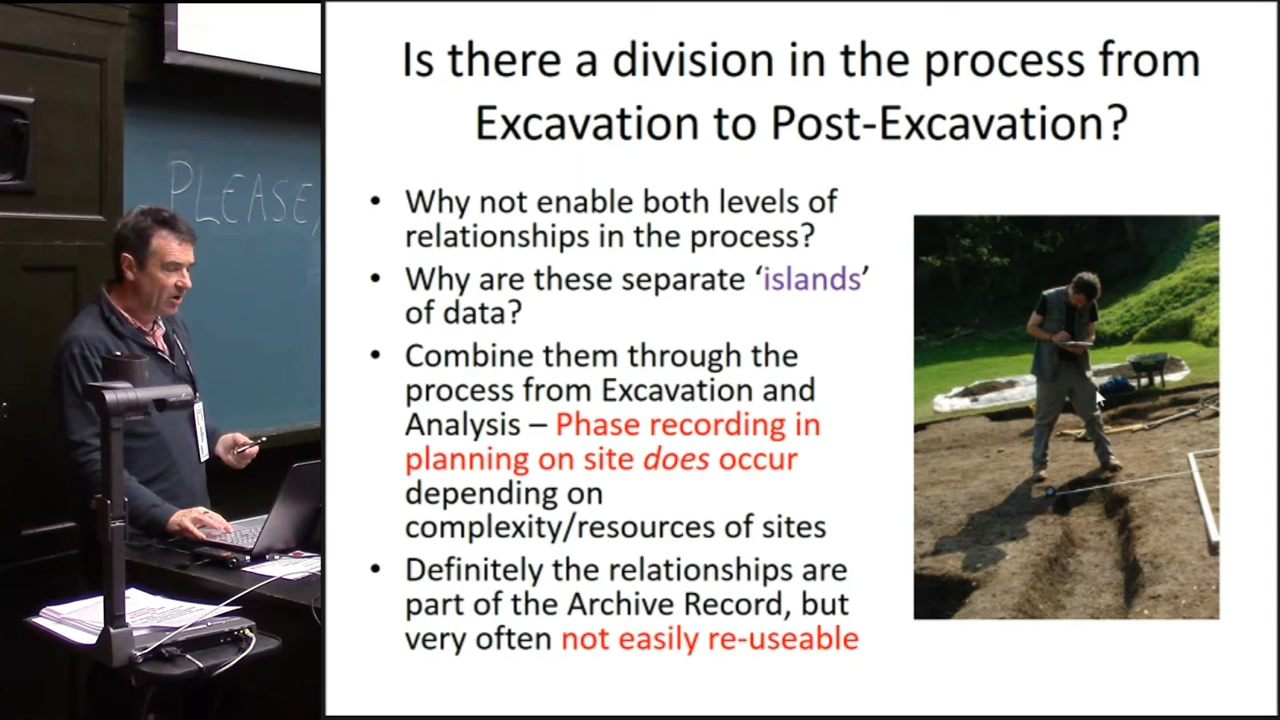 Is there a division in the process from
Excavation to Post-Excavation?
• Why not enable both levels of
relationships in the process?
• Why are these separate ‘islands’
of data?
• Combine them through the
process from Excavation and
Analysis – Phase recording in
planning on site does occur
depending on
complexity/resources of sites
• Definitely the relationships are
part of the Archive Record, but
very often not easily re-useable
PLEASE,